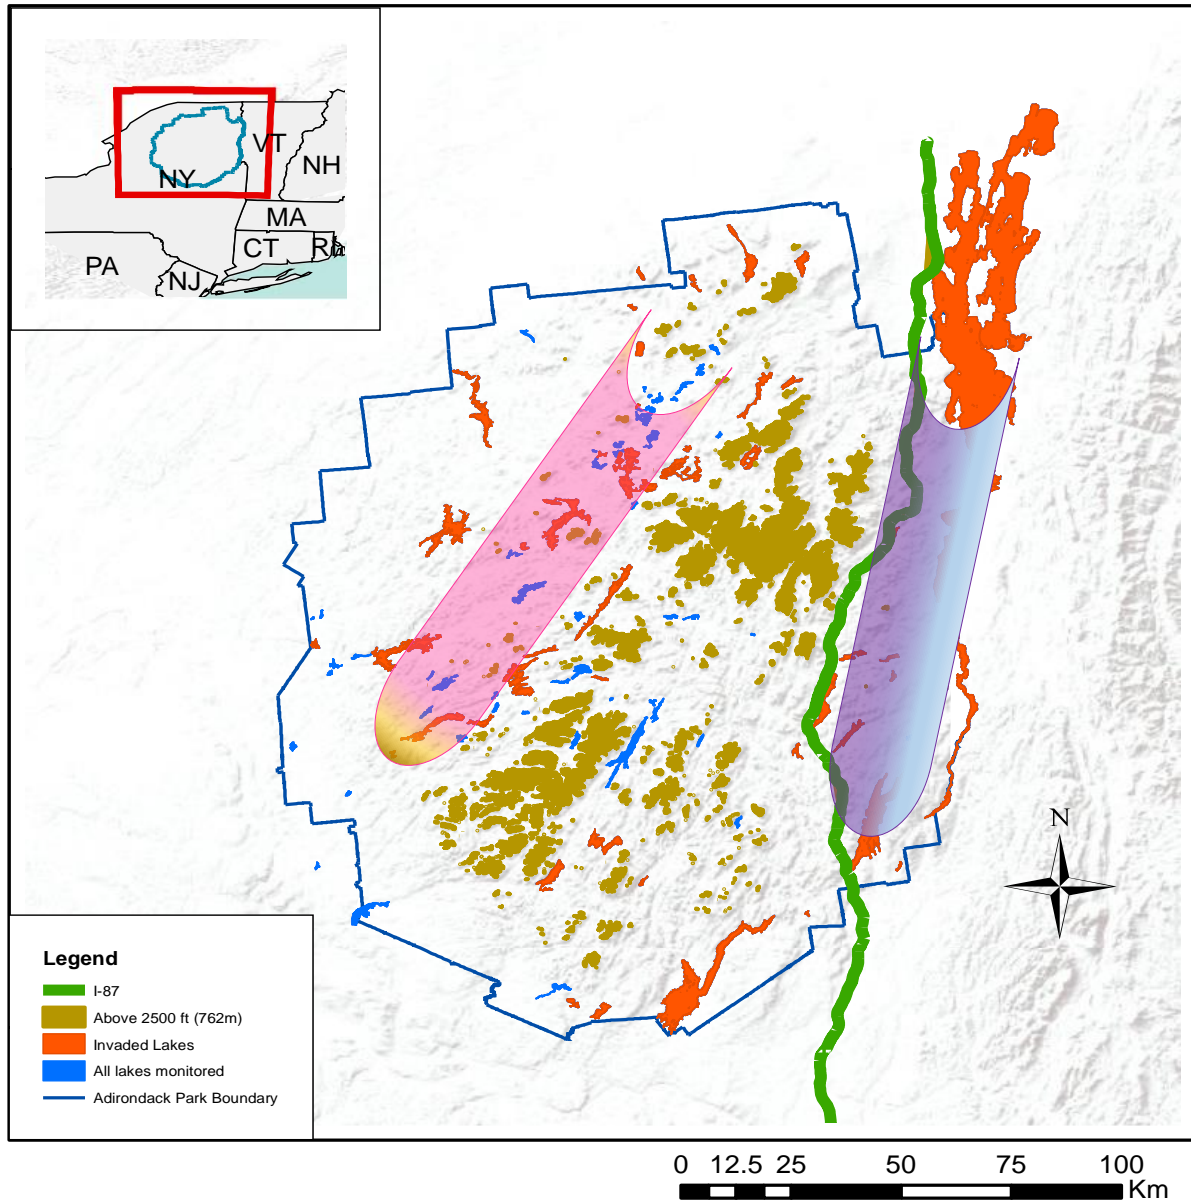 VT
NH
NY
MA
CT
RI
PA
NJ
N
Legend
I-87
Above 2500 ft (762m)
Invaded Lakes
All lakes monitored
Adirondack Park Boundary
0 12.5 25 50 75 100
Km